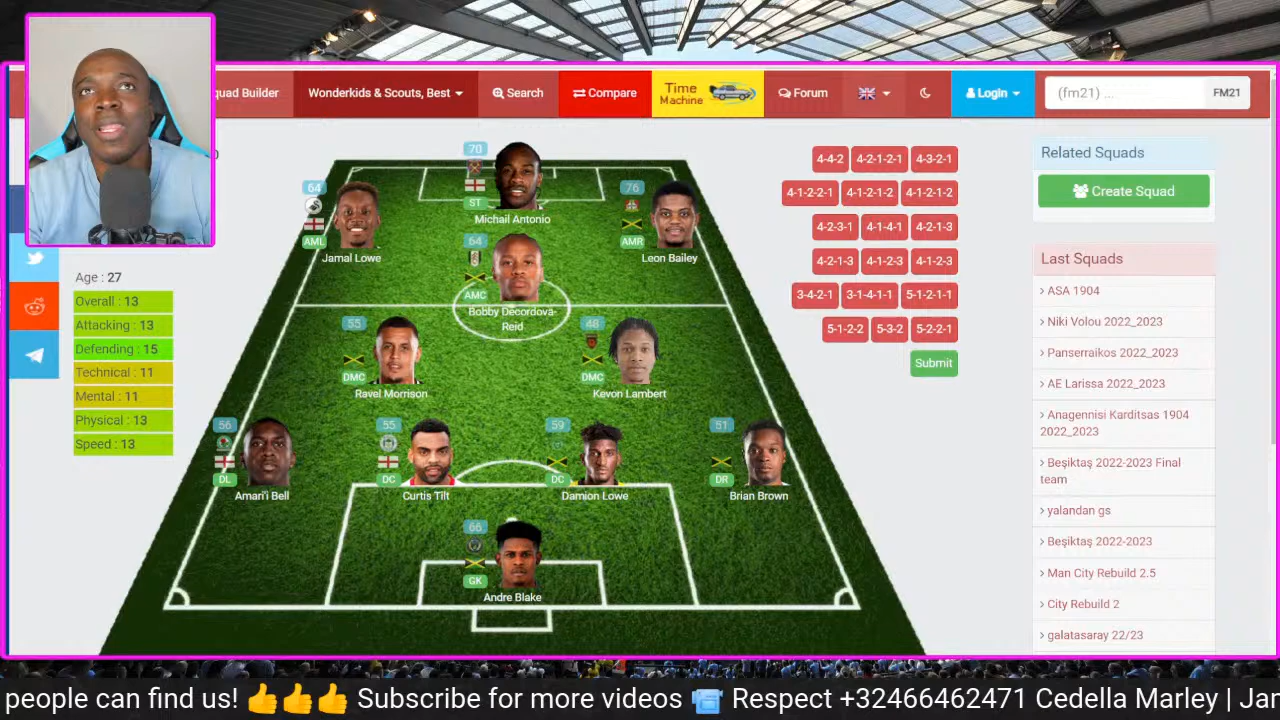 quad Builder
Wonderkids & Scouts, Best
Search
Compare
Time
Machine
Forum
Login
(fm21) ...
FM21
Age : 27
Overall : 13
Attacking : 13
Defending : 15
Technical : 11
Mental : 11
Physical : 13
Speed : 13
70
ST
Michail Antonio
64
AML
Jamal Lowe
76
AMR
Leon Bailey
64
AMC
Bobby Decordova-
Reid
55
DMC
Ravel Morrison
48
DMC
Kevon Lambert
56
DL
Amari'i Bell
55
DC
Curtis Tilt
59
DC
Damion Lowe
51
DR
Brian Brown
66
GK
Andre Blake
4-4-2 4-2-1-2-1 4-3-2-1
4-1-2-2-1 4-1-2-1-2 4-1-2-1-2
4-2-3-1 4-1-4-1 4-2-1-3
4-2-1-3 4-1-2-3 4-1-2-3
3-4-2-1 3-1-4-1-1 5-1-2-1-1
5-1-2-2 5-3-2 5-2-2-1
Submit
Related Squads
Create Squad
Last Squads
ASA 1904
Niki Volou 2022_2023
Panserraikos 2022_2023
AE Larissa 2022_2023
Anagennisi Karditsas 1904
2022_2023
Beşiktaş 2022-2023 Final
team
yalandan gs
Beşiktaş 2022-2023
Man City Rebuild 2.5
City Rebuild 2
galatasaray 22/23
people can find us! 👍👍👍 Subscribe for more videos 📹 Respect +32466462471 Cedella Marley | Jar